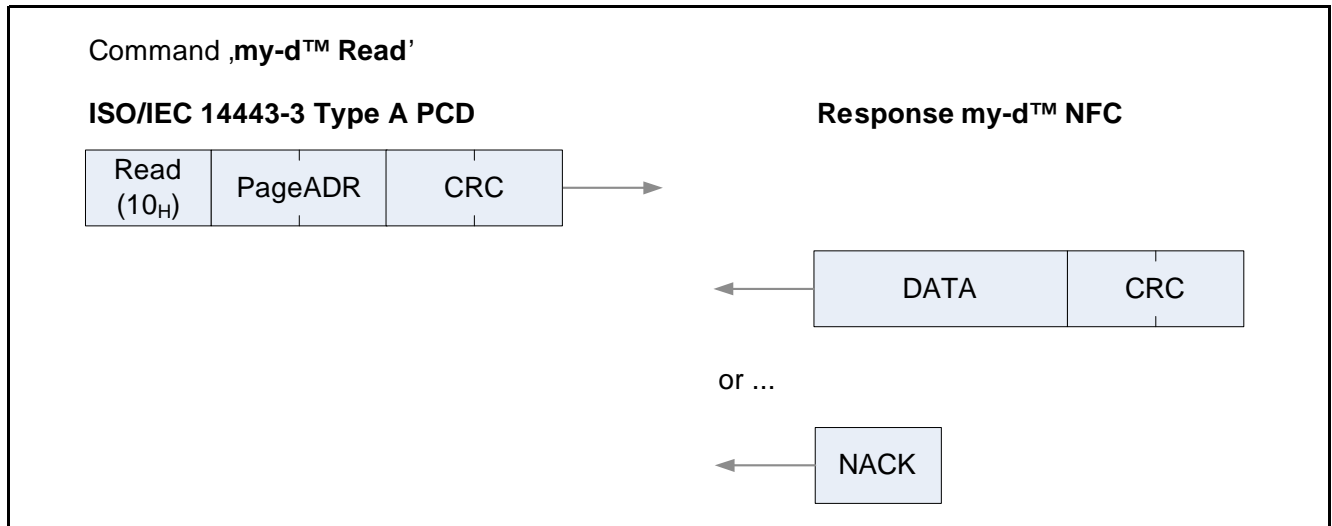 Command ‚my-d™ Read’
ISO/IEC 14443-3 Type A PCD
Response my-d™ NFC
Read
(10H)
PageADR
CRC
DATA
CRC
or ...
NACK